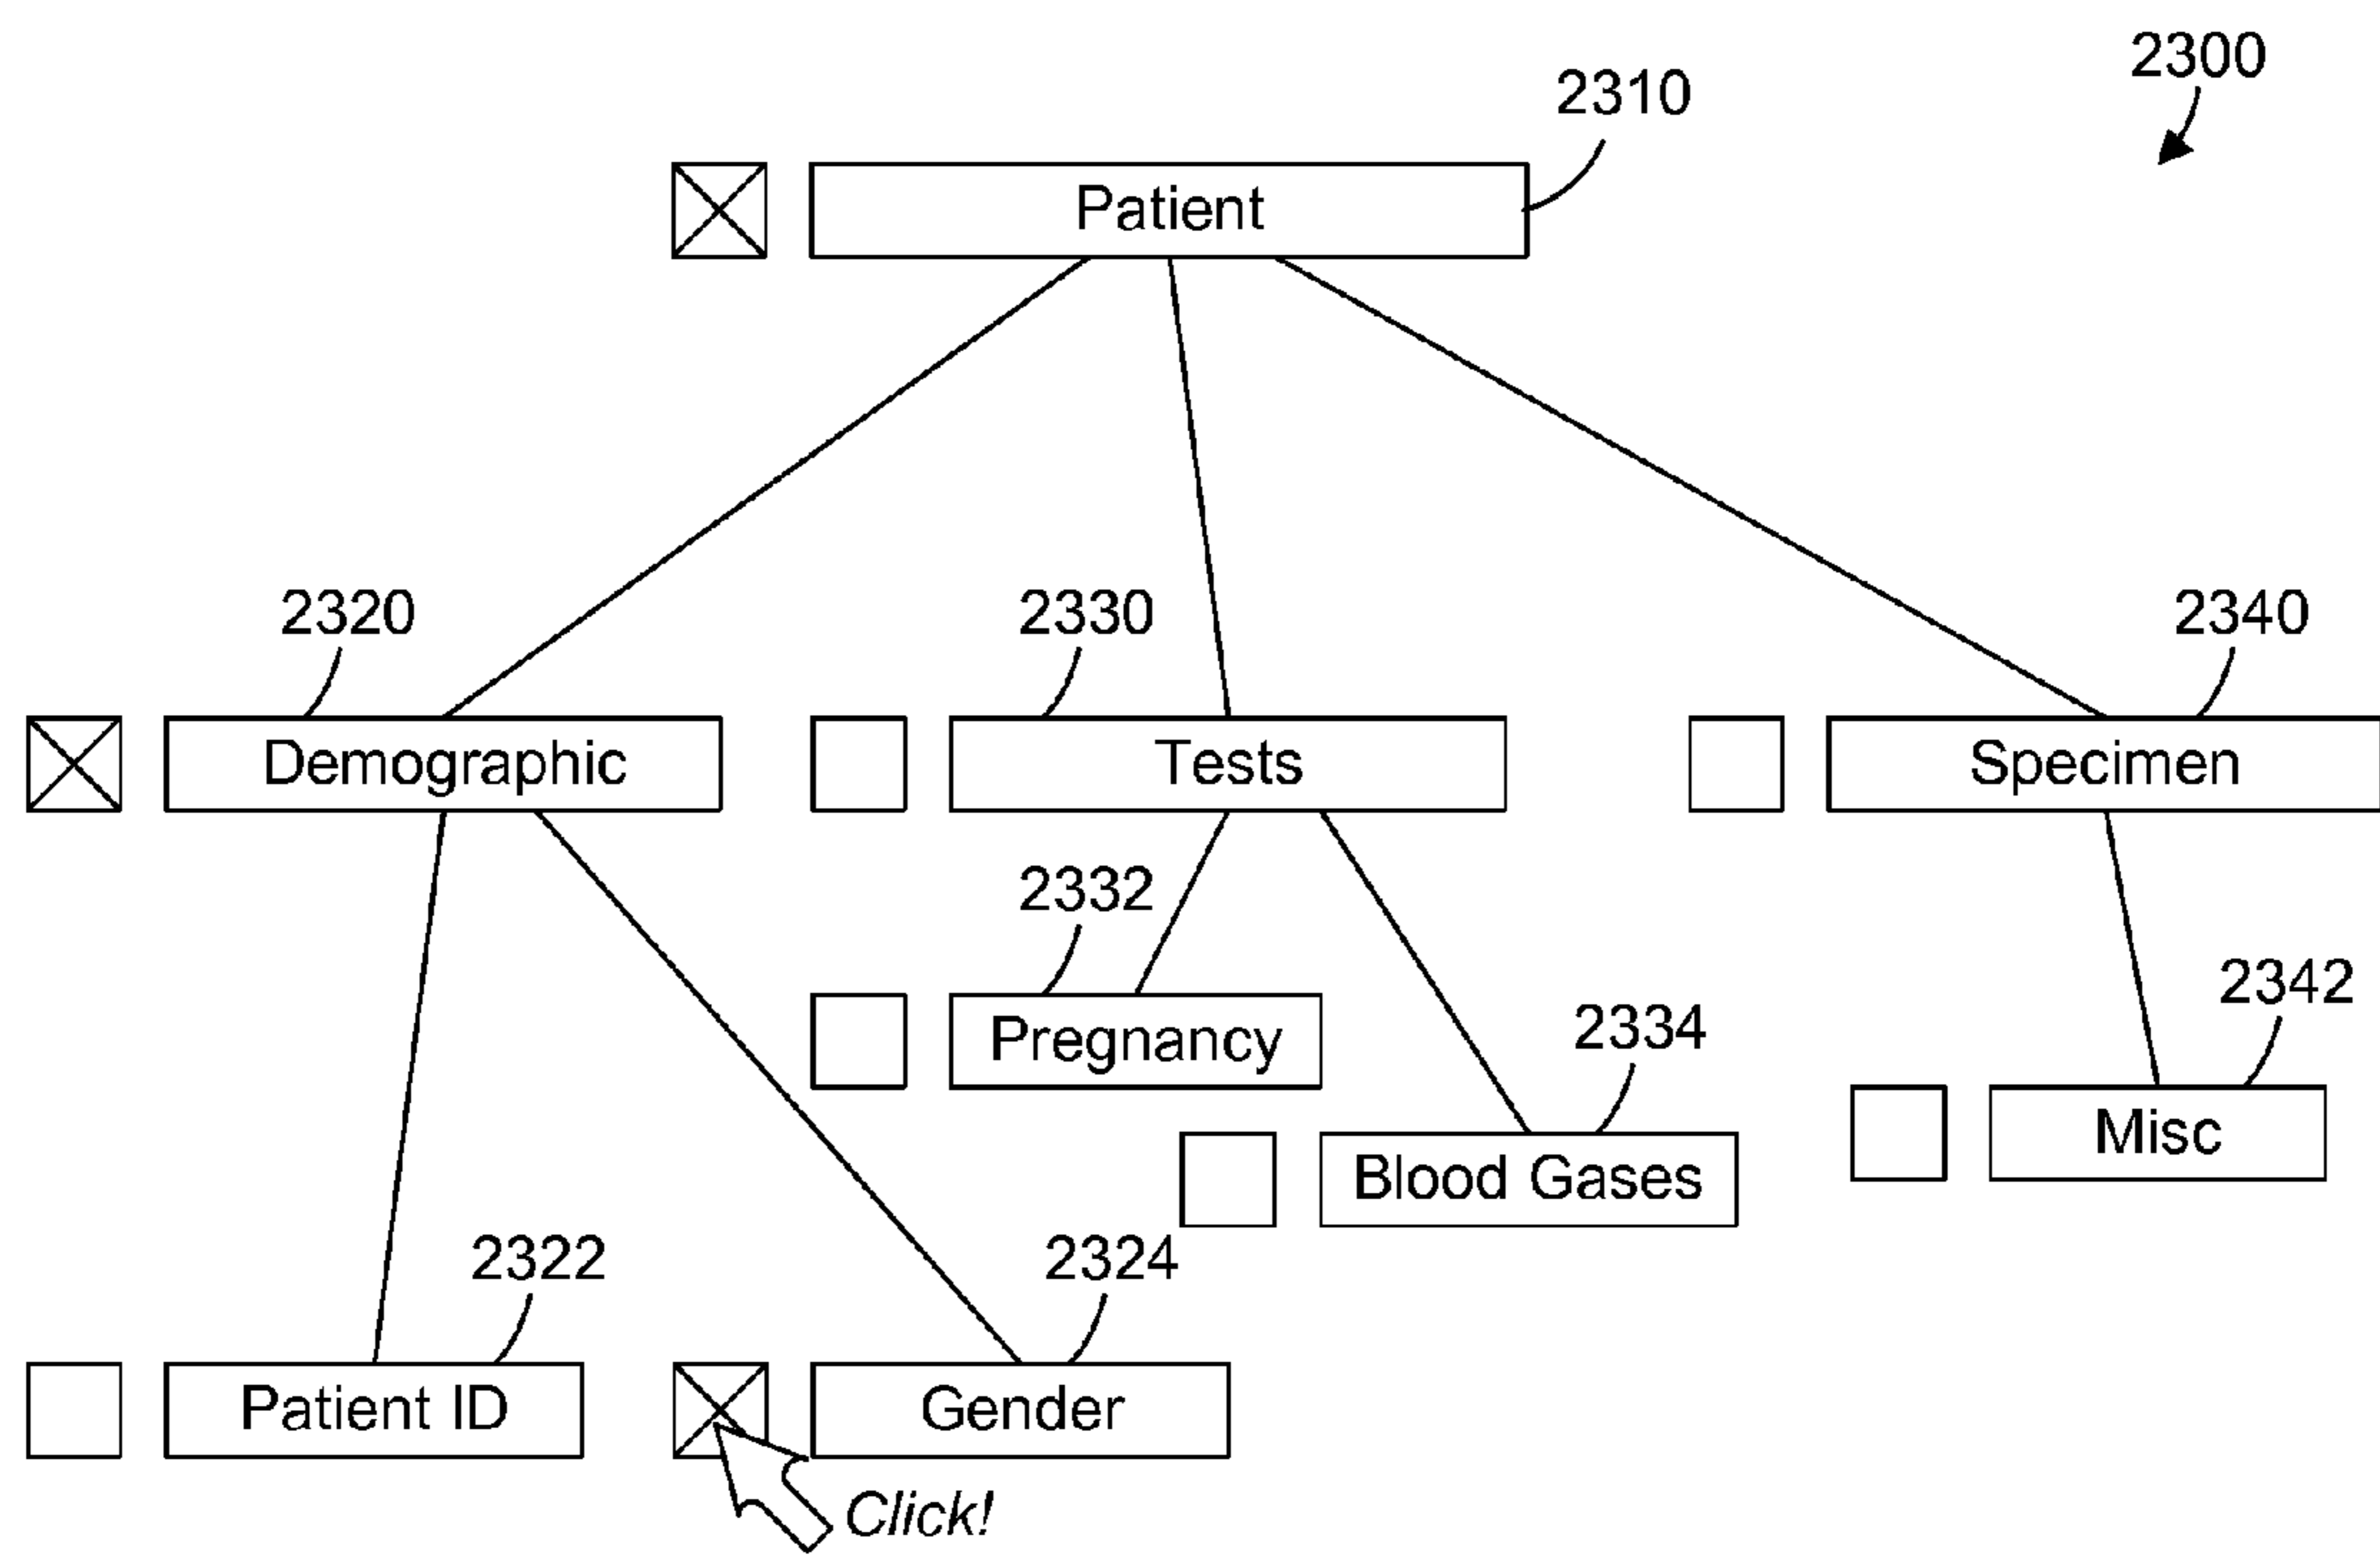 2300
2310
Patient
2320
2330
2340
Demographic
Tests
Specimen
2332
2334
2342
Pregnancy
Misc
Blood Gases
2322
2324
Patient ID
Gender
Click!